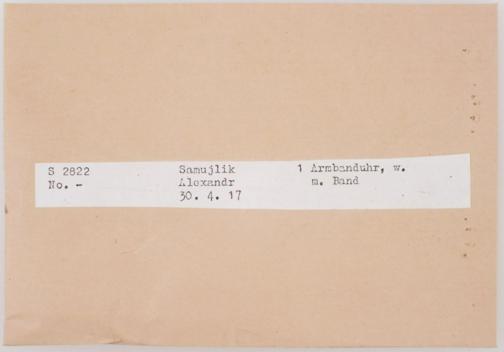 S 2822 Samujlik 1 Armbanduhr, w.
No. - Alexandr m. Band
30. 4. 17